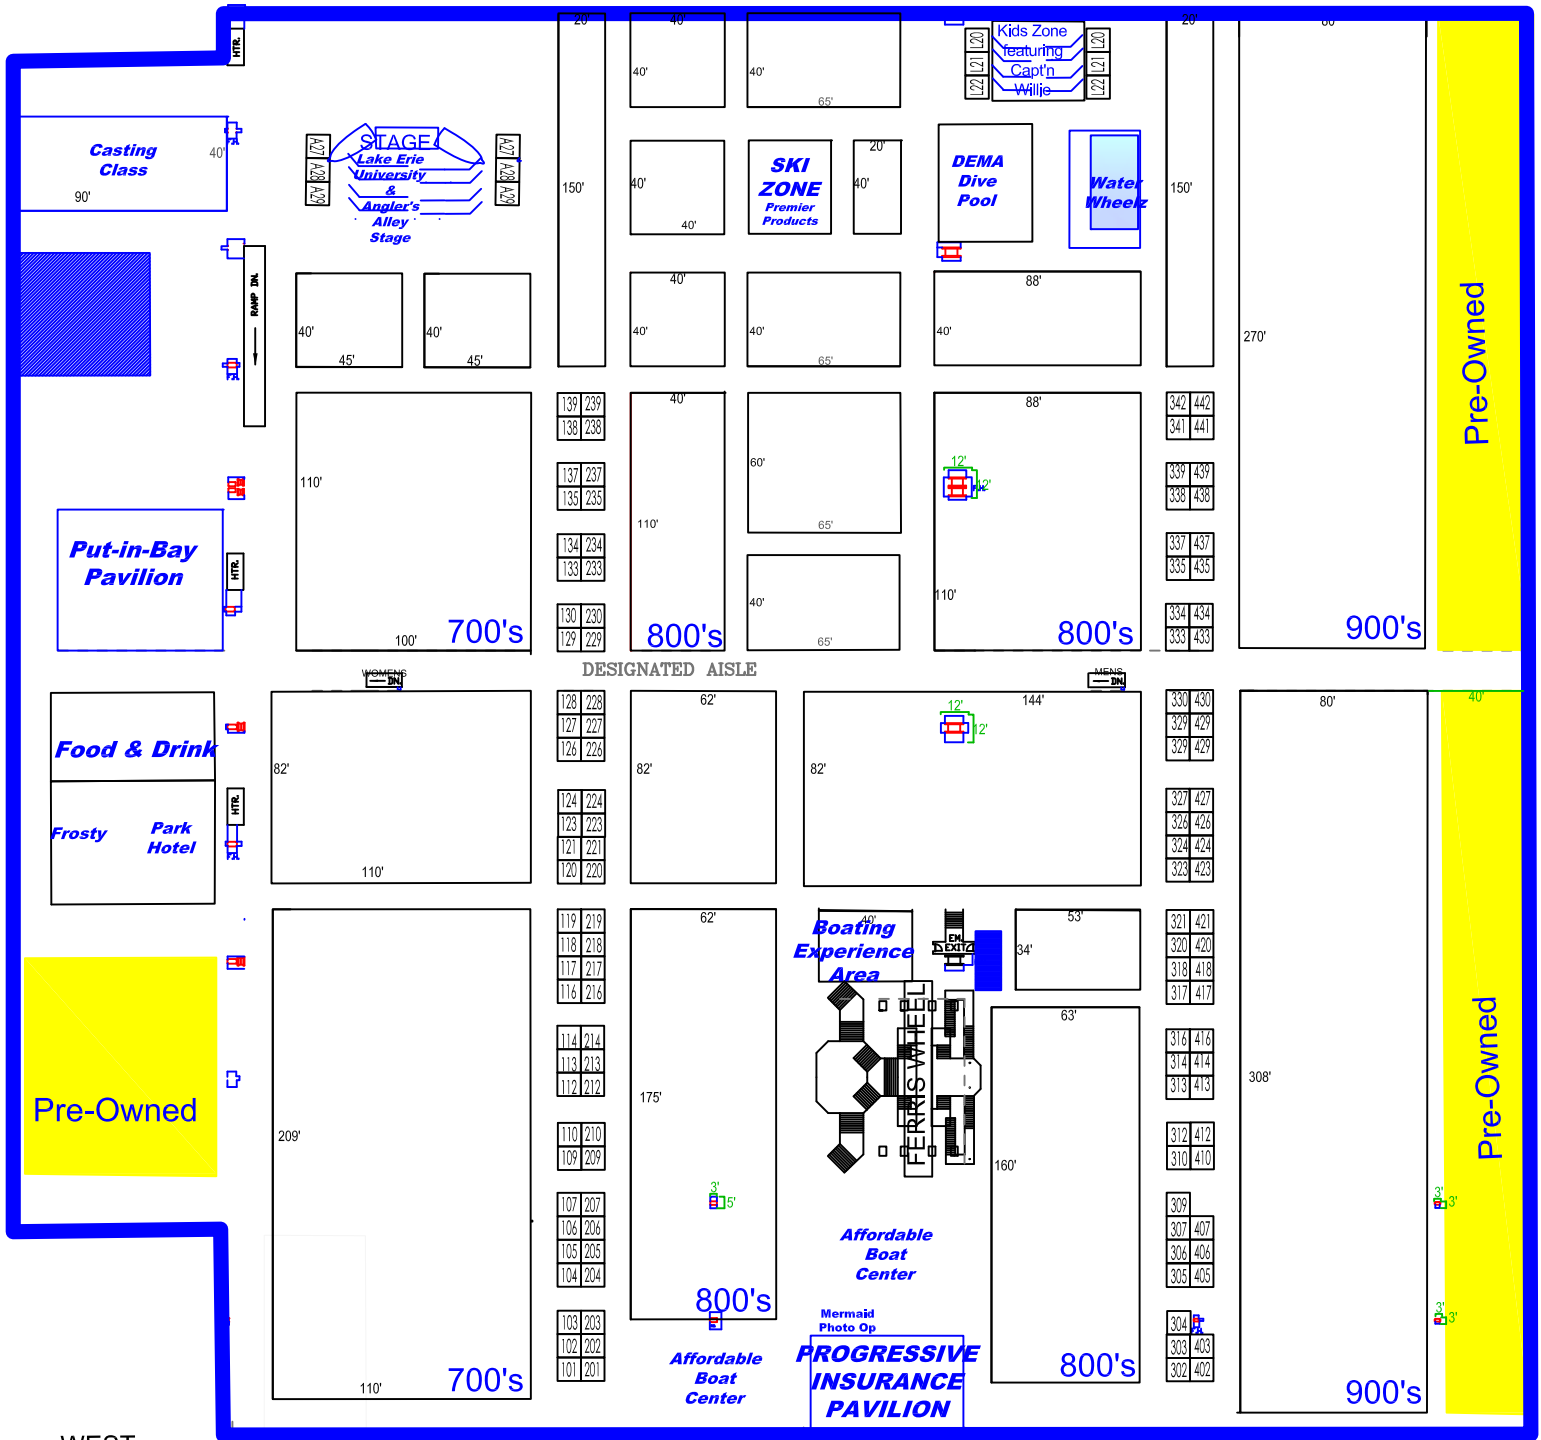 20'
40'
20'
80'
HTR.
Kids Zone
featuring
Capt'n
Willie
L20
L21
L22
L20
L21
L22
40'
40'
65'
Casting
Class
40'
90'
A27
A28
A29
STAGE
Lake Erie
University
&
Angler's
Alley
Stage
A27
A28
A29
150'
40'
40'
SKI
ZONE
Premier
Products
20'
40'
DEMA
Dive
Pool
Water
Wheelz
150'
RAMP DN.
40'
45'
40'
45'
40'
40'
40'
65'
88'
40'
270'
Pre-Owned
139 239
138 238
137 237
135 235
134 234
133 233
130 230
129 229
110'
100'
700's
40'
110'
800's
60'
65'
40'
65'
88'
12'
12'
110'
800's
342 442
341 441
339 439
338 438
337 437
335 435
334 434
333 433
900's
Put-in-Bay
Pavilion
HTR.
DESIGNATED AISLE
WOMENS
DN.
MENS
DN.
Food & Drink
Frosty
Park
Hotel
HTR.
82'
110'
128 228
127 227
126 226
124 224
123 223
121 221
120 220
62'
82'
144'
12'
12'
82'
330 430
329 429
329 429
327 427
326 426
324 424
323 423
80'
40'
Pre-Owned
209'
110'
700's
119 219
118 218
117 217
116 216
114 214
113 213
112 212
110 210
109 209
107 207
106 206
105 205
104 204
103 203
102 202
101 201
62'
175'
3'
5'
800's
40'
Boating
Experience
Area
EM.
EXIT
FERRIS WHEEL
53'
34'
63'
160'
800's
321 421
320 420
318 418
317 417
316 416
314 414
313 413
312 412
310 410
309
307 407
306 406
305 405
304
303 403
302 402
308'
3'
3'
3'
3'
900's
Pre-Owned
Affordable
Boat
Center
Mermaid
Photo Op
Affordable
Boat
Center
PROGRESSIVE
INSURANCE
PAVILION